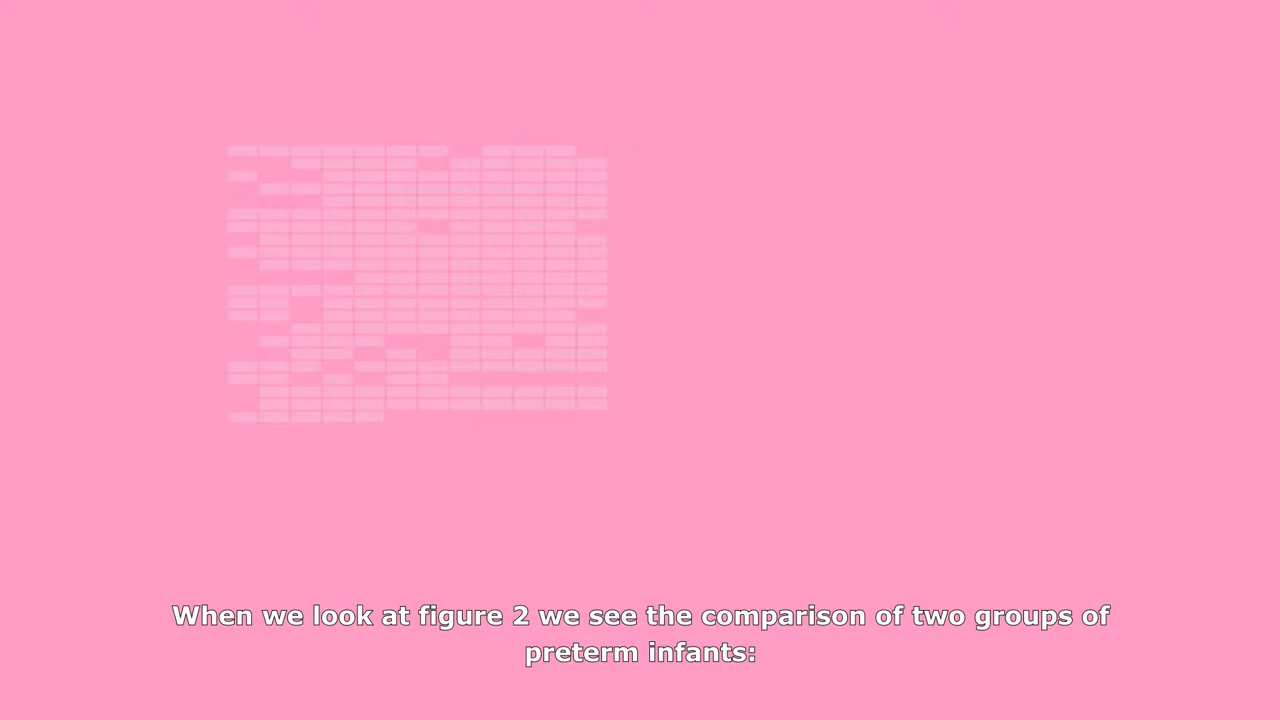 When we look at figure 2 we see the comparison of two groups of
preterm infants: